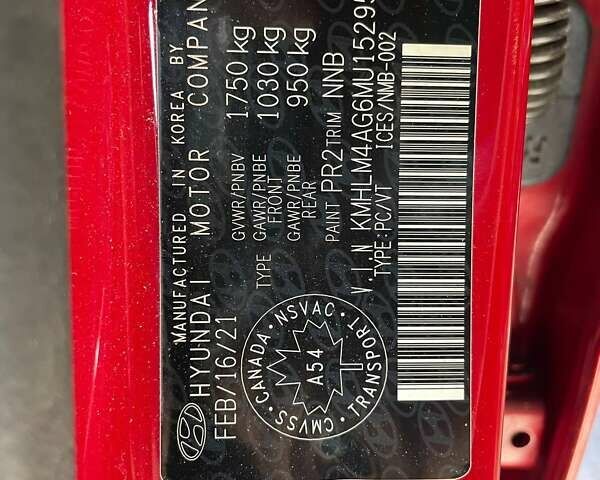 MANUFACTURED IN KOREA BY
HYUNDAI MOTOR COMPAN
FEB/16/21
GVWR/PNBV 1750 kg
TYPE GAWR/PNBE FRONT 1030 kg
GAWR/PNBE REAR 950 kg
PAINT PR2 TRIM NNB
V.I.N KMHLM4AG6MU15295
TYPE:PC/VT ICES/NMB-002
CANADA • NSVAC • TRANSPORT • CMVSS •
A54